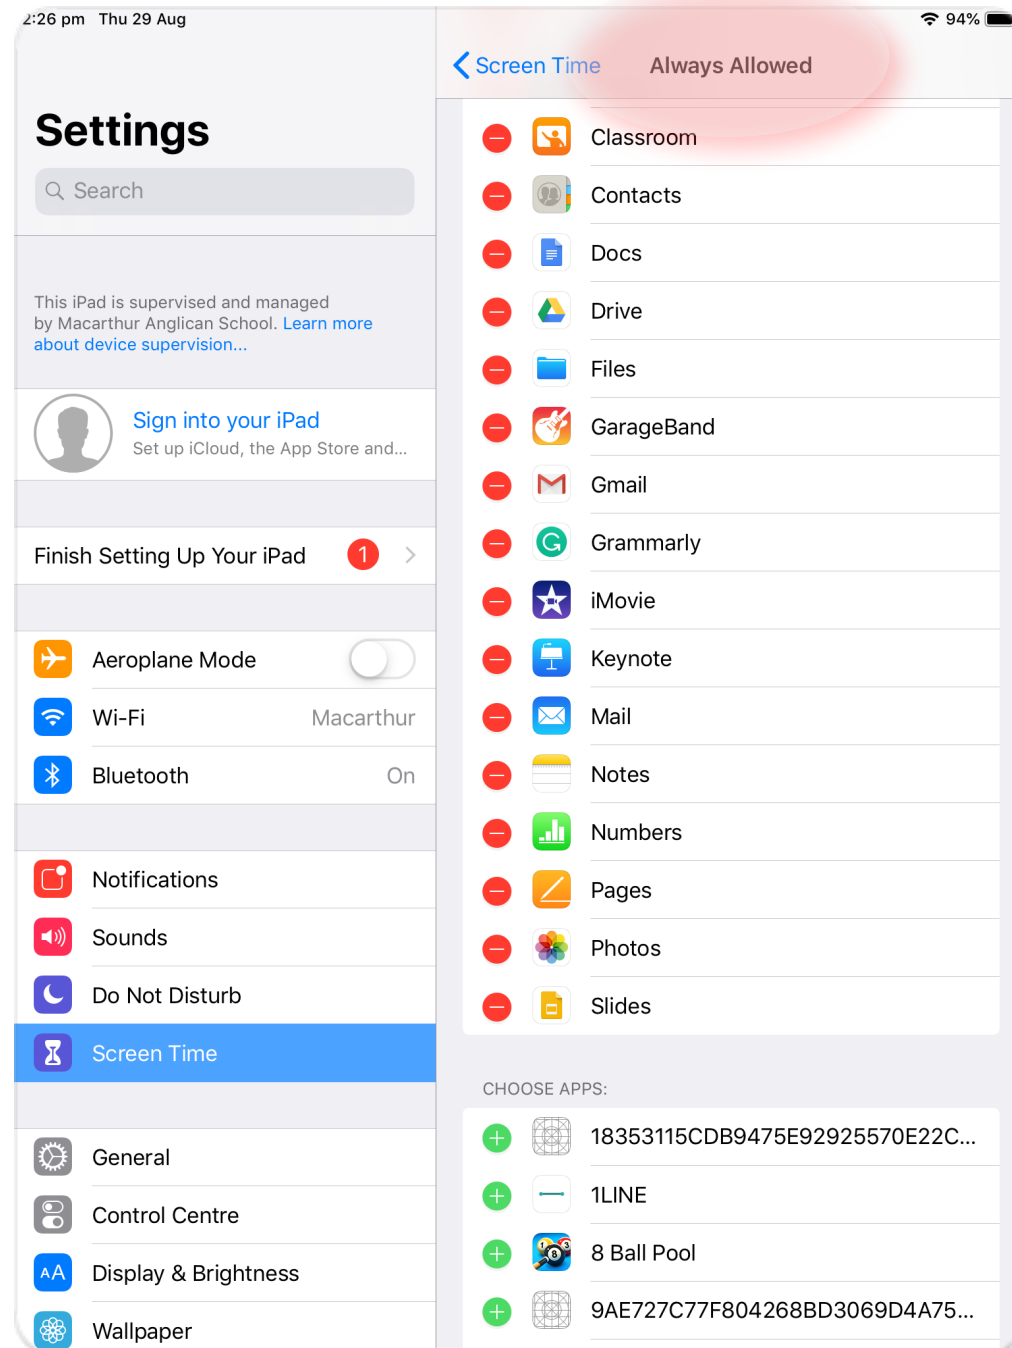 2:26 pm Thu 29 Aug
94%
Settings
Search
This iPad is supervised and managed
by Macarthur Anglican School. Learn more
about device supervision...
Sign into your iPad
Set up iCloud, the App Store and...
Finish Setting Up Your iPad 1
Aeroplane Mode
Wi-Fi Macarthur
Bluetooth On
Notifications
Sounds
Do Not Disturb
Screen Time
General
Control Centre
AA Display & Brightness
Wallpaper
Screen Time Always Allowed
Classroom
Contacts
Docs
Drive
Files
GarageBand
Gmail
Grammarly
iMovie
Keynote
Mail
Notes
Numbers
Pages
Photos
Slides
CHOOSE APPS:
18353115CDB9475E92925570E22C...
1LINE
8 Ball Pool
9AE727C77F804268BD3069D4A75...